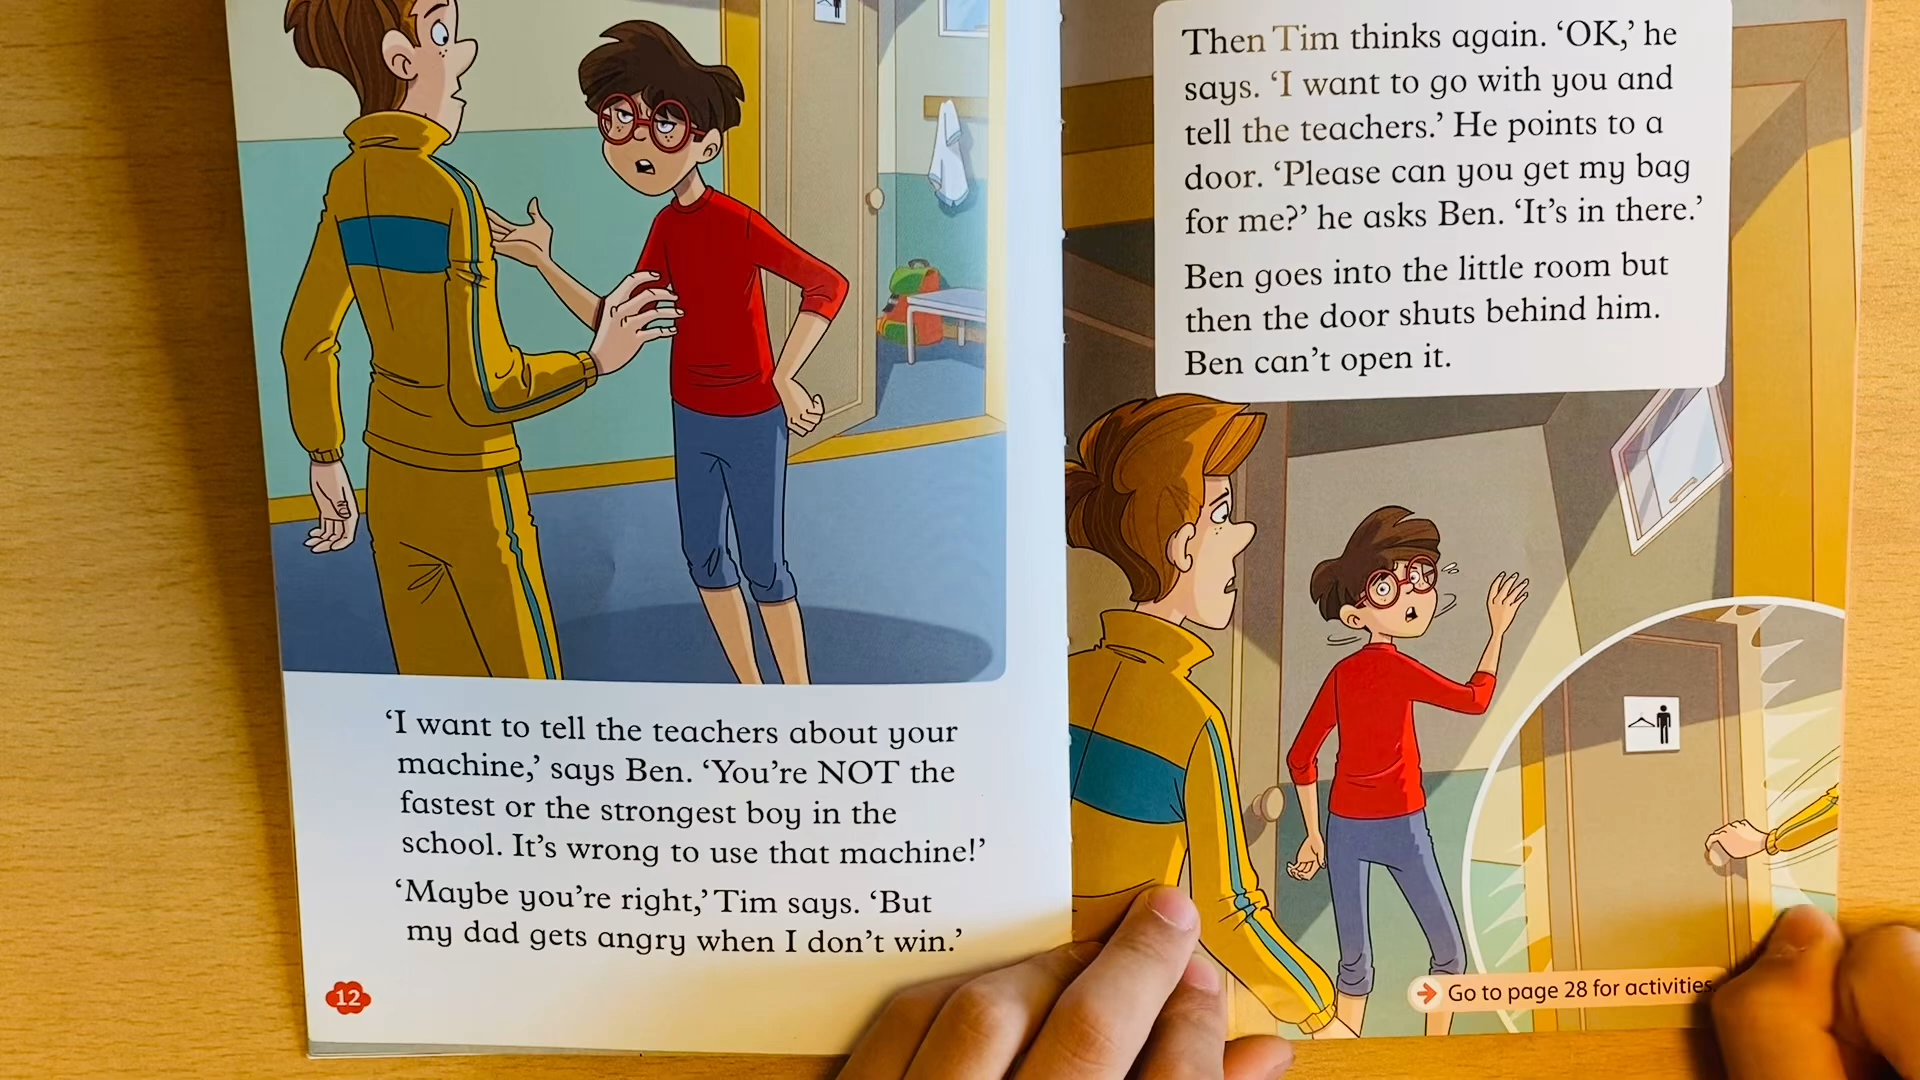 ‘I want to tell the teachers about your
machine,’ says Ben. ‘You’re NOT the
fastest or the strongest boy in the
school. It’s wrong to use that machine!’
‘Maybe you’re right,’ Tim says. ‘But
my dad gets angry when I don’t win.’
12
Then Tim thinks again. ‘OK,’ he
says. ‘I want to go with you and
tell the teachers.’ He points to a
door. ‘Please can you get my bag
for me?’ he asks Ben. ‘It’s in there.’
Ben goes into the little room but
then the door shuts behind him.
Ben can’t open it.
Go to page 28 for activities.